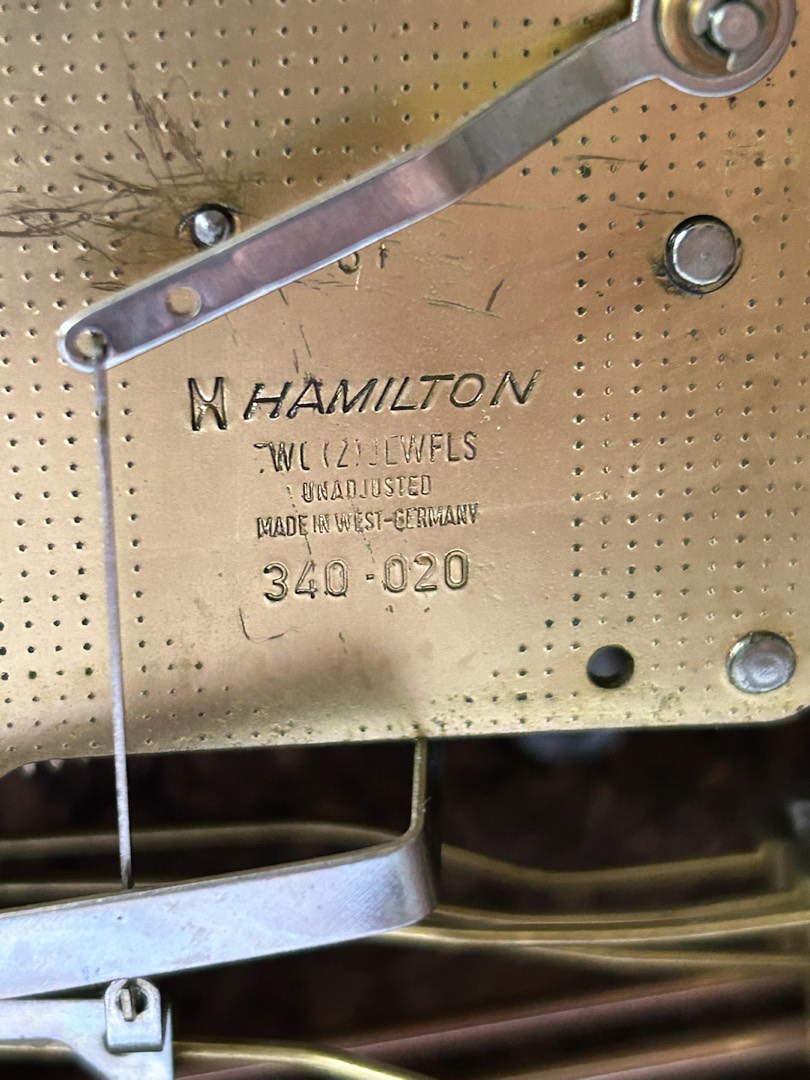 H HAMILTON
TWO (2) JEWELS
UNADJUSTED
MADE IN WEST-GERMANY
340-020